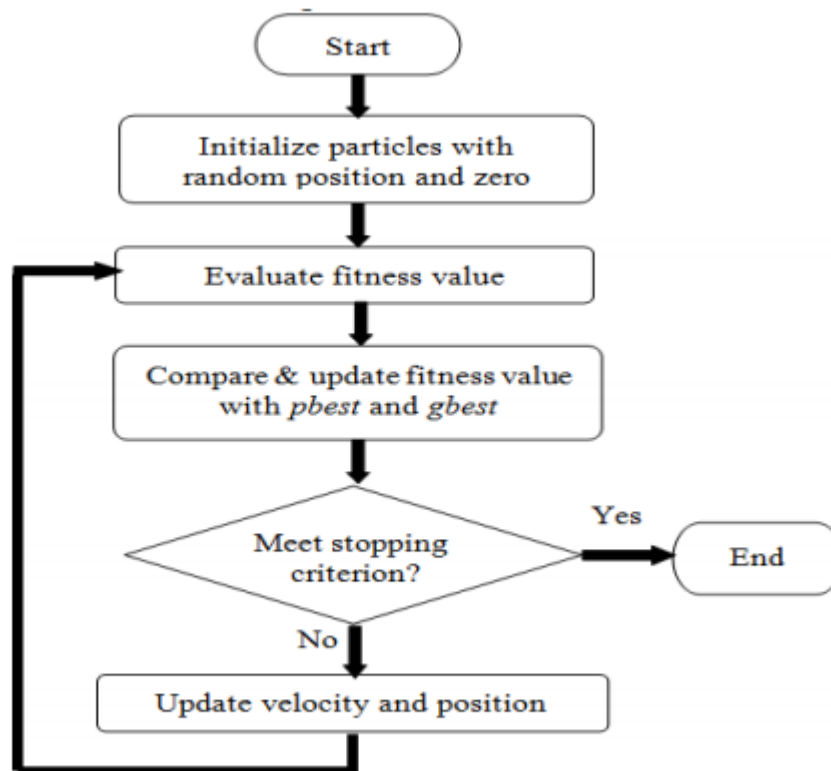 Start
Initialize particles with
random position and zero
Evaluate fitness value
Compare & update fitness value
with pbest and gbest
Meet stopping
criterion?
Yes
End
No
Update velocity and position